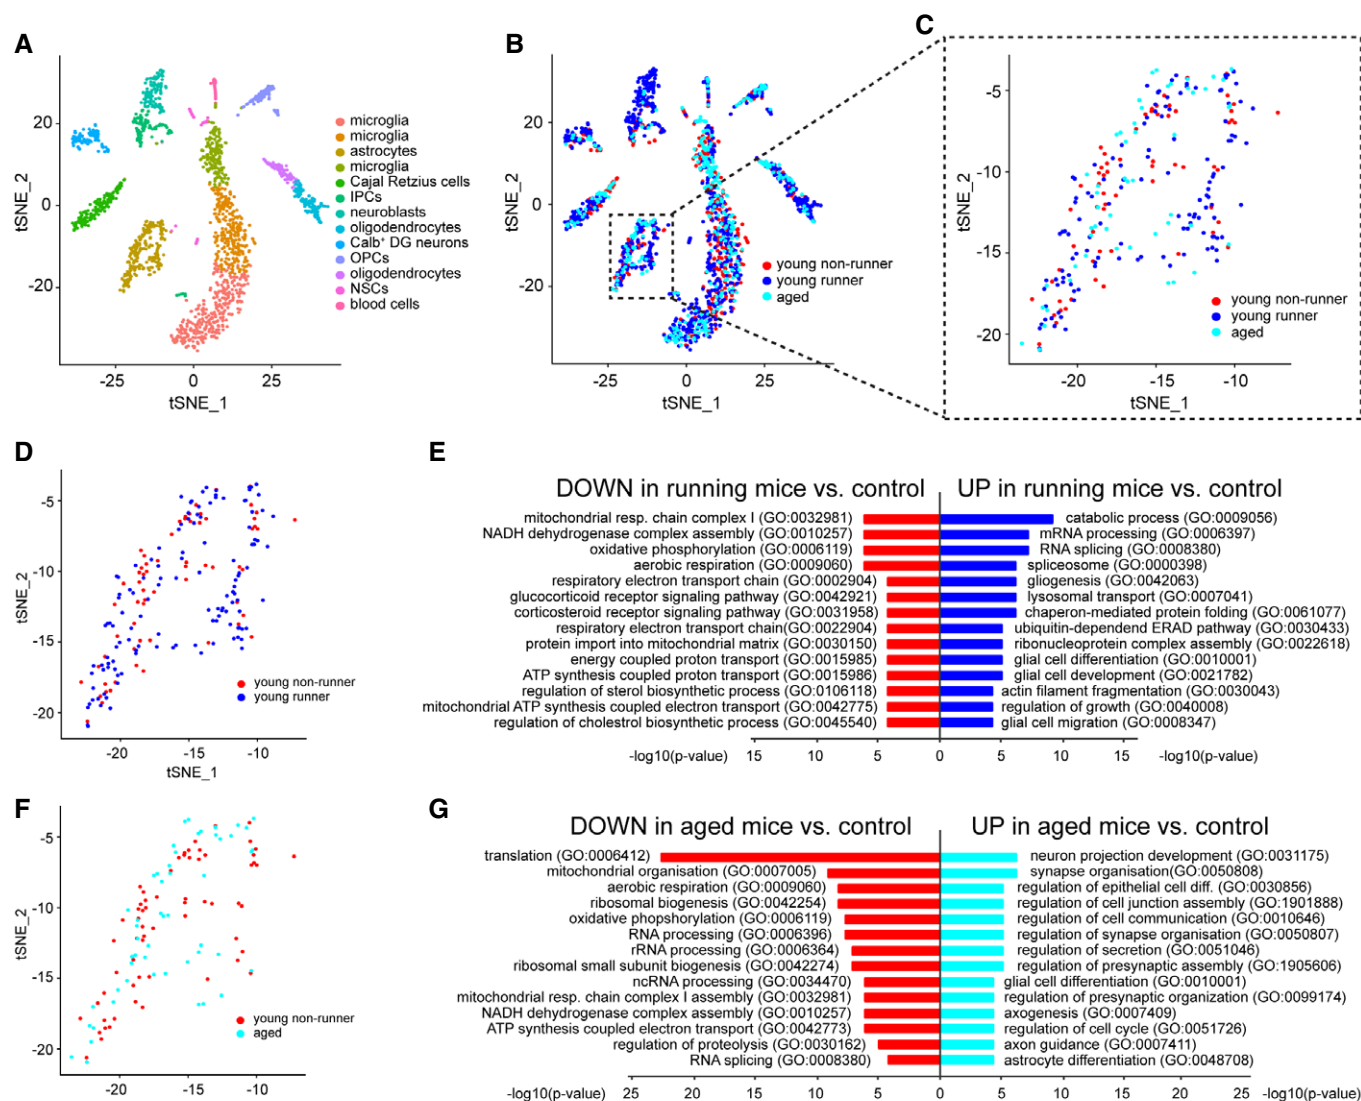 A
tSNE_2
20
0
-20
-25
0
25
tSNE_1
microglia
microglia
astrocytes
microglia
Cajal Retzius cells
IPCs
neuroblasts
oligodendrocytes
Calb⁺ DG neurons
OPCs
oligodendrocytes
NSCs
blood cells
B
tSNE_2
20
0
-20
-25
0
25
tSNE_1
young non-runner
young runner
aged
C
tSNE_2
-5
-10
-15
-20
-20
-15
-10
tSNE_1
young non-runner
young runner
aged
D
tSNE_2
-5
-10
-15
-20
-20
-15
-10
tSNE_1
young non-runner
young runner
E
DOWN in running mice vs. control
UP in running mice vs. control
mitochondrial resp. chain complex I (GO:0032981)
NADH dehydrogenase complex assembly (GO:0010257)
oxidative phosphorylation (GO:0006119)
aerobic respiration (GO:0009060)
respiratory electron transport chain (GO:0002904)
glucocorticoid receptor signaling pathway (GO:0042921)
corticosteroid receptor signaling pathway (GO:0031958)
respiratory electron transport chain(GO:0022904)
protein import into mitochondrial matrix (GO:0030150)
energy coupled proton transport (GO:0015985)
ATP synthesis coupled proton transport (GO:0015986)
regulation of sterol biosynthetic process (GO:0106118)
mitochondrial ATP synthesis coupled electron transport (GO:0042775)
regulation of cholestrol biosynthetic process (GO:0045540)
catabolic process (GO:0009056)
mRNA processing (GO:0006397)
RNA splicing (GO:0008380)
spliceosome (GO:0000398)
gliogenesis (GO:0042063)
lysosomal transport (GO:0007041)
chaperon-mediated protein folding (GO:0061077)
ubiquitin-dependend ERAD pathway (GO:0030433)
ribonucleoprotein complex assembly (GO:0022618)
glial cell differentiation (GO:0010001)
glial cell development (GO:0021782)
actin filament fragmentation (GO:0030043)
regulation of growth (GO:0040008)
glial cell migration (GO:0008347)
-log10(p-value) 15 10 5 0 5 10 15 -log10(p-value)
F
tSNE_2
-5
-10
-15
-20
-20
-15
-10
young non-runner
aged
G
DOWN in aged mice vs. control
UP in aged mice vs. control
translation (GO:0006412)
mitochondrial organisation (GO:0007005)
aerobic respiration (GO:0009060)
ribosomal biogenesis (GO:0042254)
oxidative phopshorylation (GO:0006119)
RNA processing (GO:0006396)
rRNA processing (GO:0006364)
ribosomal small subunit biogenesis (GO:0042274)
ncRNA processing (GO:0034470)
mitochondrial resp. chain complex I assembly (GO:0032981)
NADH dehydrogenase complex assembly (GO:0010257)
ATP synthesis coupled electron transport (GO:0042773)
regulation of proteolysis (GO:0030162)
RNA splicing (GO:0008380)
neuron projection development (GO:0031175)
synapse organisation(GO:0050808)
regulation of epithelial cell diff. (GO:0030856)
regulation of cell junction assembly (GO:1901888)
regulation of cell communication (GO:0010646)
regulation of synapse organisation (GO:0050807)
regulation of secretion (GO:0051046)
regulation of presynaptic assembly (GO:1905606)
glial cell differentiation (GO:0010001)
regulation of presynaptic organization (GO:0099174)
axogenesis (GO:0007409)
regulation of cell cycle (GO:0051726)
axon guidance (GO:0007411)
astrocyte differentiation (GO:0048708)
-log10(p-value) 25 20 15 10 5 0 5 10 15 20 25 -log10(p-value)